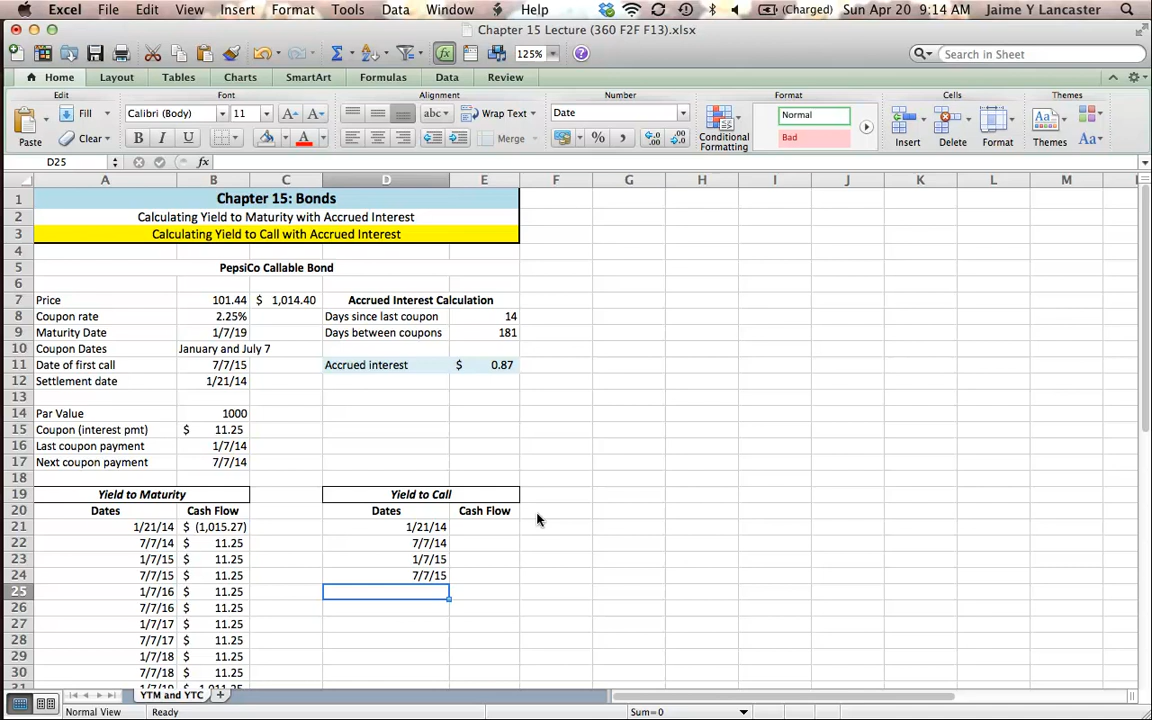 Excel File Edit View Insert Format Tools Data Window Help (Charged) Sun Apr 20 9:14 AM Jaime Y Lancaster
Chapter 15 Lecture (360 F2F F13).xlsx
125% Search in Sheet
Home Layout Tables Charts SmartArt Formulas Data Review
Edit Font Alignment Number Format Cells Themes
Fill Calibri (Body) 11 A A abc Wrap Text Date Normal
Paste Clear B I U A Merge % , Conditional Formatting Bad Insert Delete Format Themes Aa
D25 fx
A B C D E F G H I J K L M
1 Chapter 15: Bonds
2 Calculating Yield to Maturity with Accrued Interest
3 Calculating Yield to Call with Accrued Interest
4
5 PepsiCo Callable Bond
6
7 Price 101.44 $ 1,014.40 Accrued Interest Calculation
8 Coupon rate 2.25% Days since last coupon 14
9 Maturity Date 1/7/19 Days between coupons 181
10 Coupon Dates January and July 7
11 Date of first call 7/7/15 Accrued interest $ 0.87
12 Settlement date 1/21/14
13
14 Par Value 1000
15 Coupon (interest pmt) $ 11.25
16 Last coupon payment 1/7/14
17 Next coupon payment 7/7/14
18
19 Yield to Maturity Yield to Call
20 Dates Cash Flow Dates Cash Flow
21 1/21/14 $ (1,015.27) 1/21/14
22 7/7/14 $ 11.25 7/7/14
23 1/7/15 $ 11.25 1/7/15
24 7/7/15 $ 11.25 7/7/15
25 1/7/16 $ 11.25
26 7/7/16 $ 11.25
27 1/7/17 $ 11.25
28 7/7/17 $ 11.25
29 1/7/18 $ 11.25
30 7/7/18 $ 11.25
YTM and YTC
Normal View Ready Sum=0